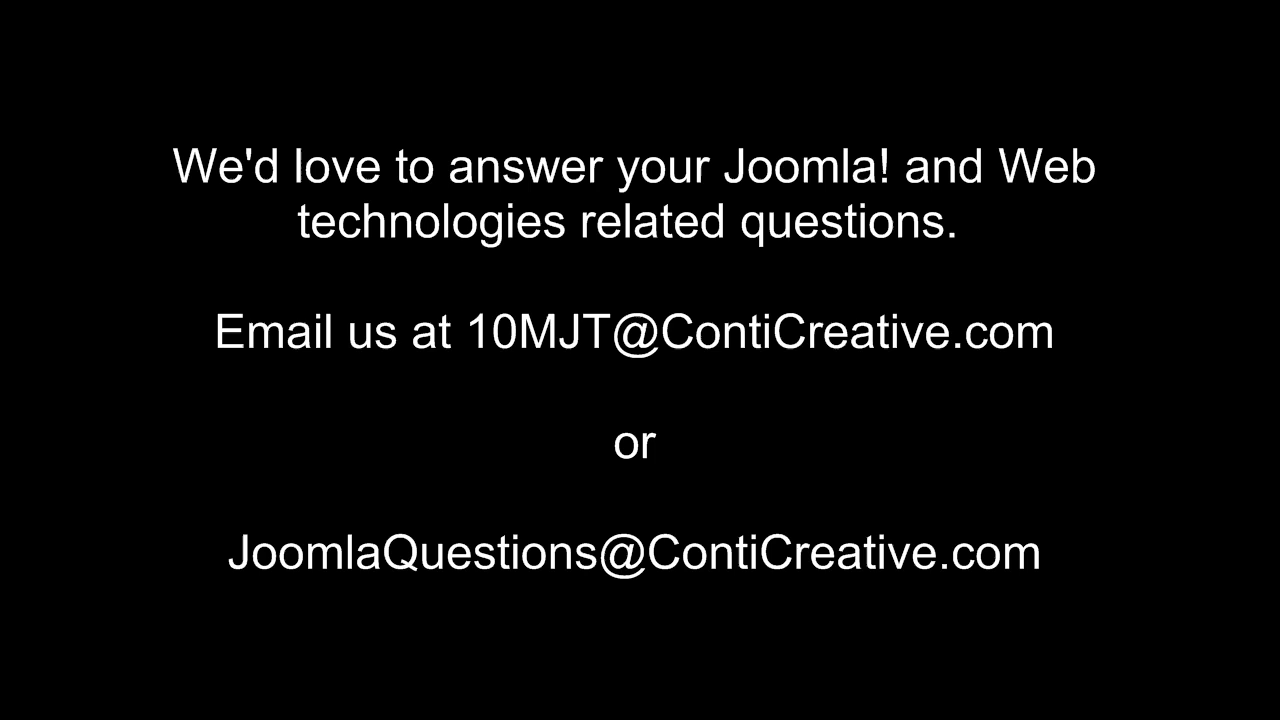 We'd love to answer your Joomla! and Web
technologies related questions.
Email us at 10MJT@ContiCreative.com
or
JoomlaQuestions@ContiCreative.com